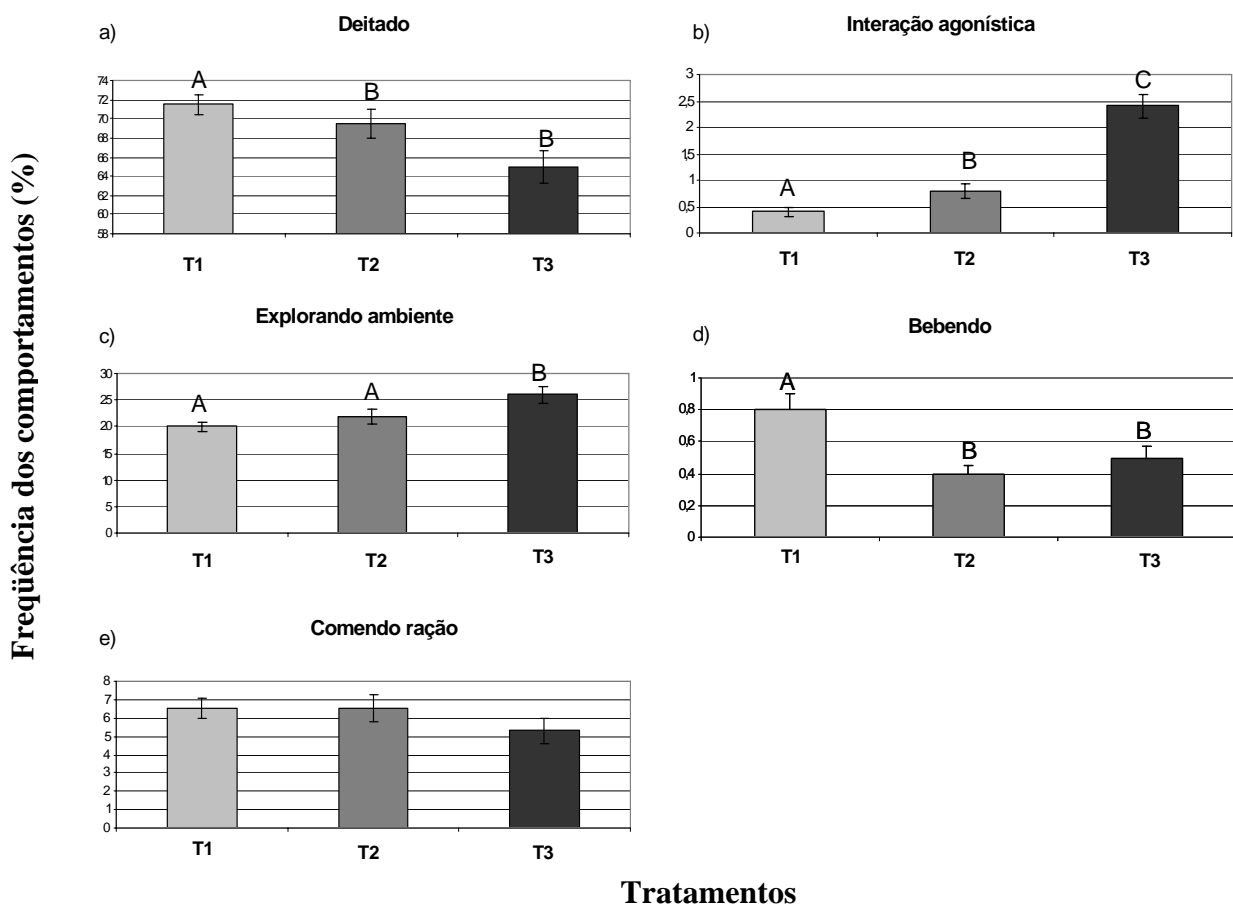 a)
Deitado
74
72
70
68
66
64
62
60
58
A
B
B
T1
T2
T3
b)
Interação agonística
3
2,5
2
1,5
1
0,5
0
A
B
C
T1
T2
T3
c)
Explorando ambiente
30
25
20
15
10
5
0
A
A
B
T1
T2
T3
d)
Bebendo
1
0,8
0,6
0,4
0,2
0
A
B
B
T1
T2
T3
e)
Comendo ração
8
7
6
5
4
3
2
1
0
T1
T2
T3
Freqüência dos comportamentos (%)
Tratamentos